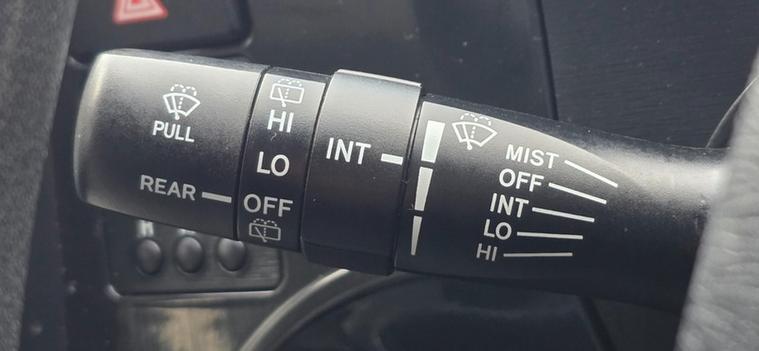 PULL
REAR
HI
LO
OFF
INT
MIST
OFF
INT
LO
HI